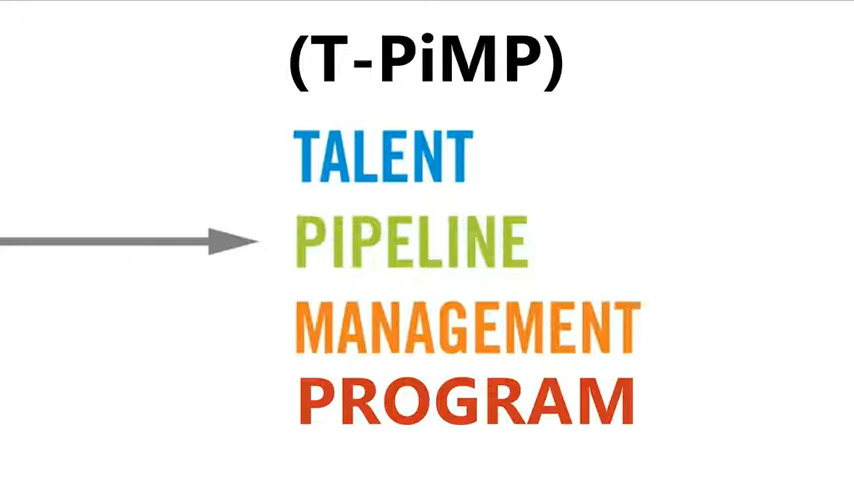 (T-PiMP)
TALENT
PIPELINE
MANAGEMENT
PROGRAM